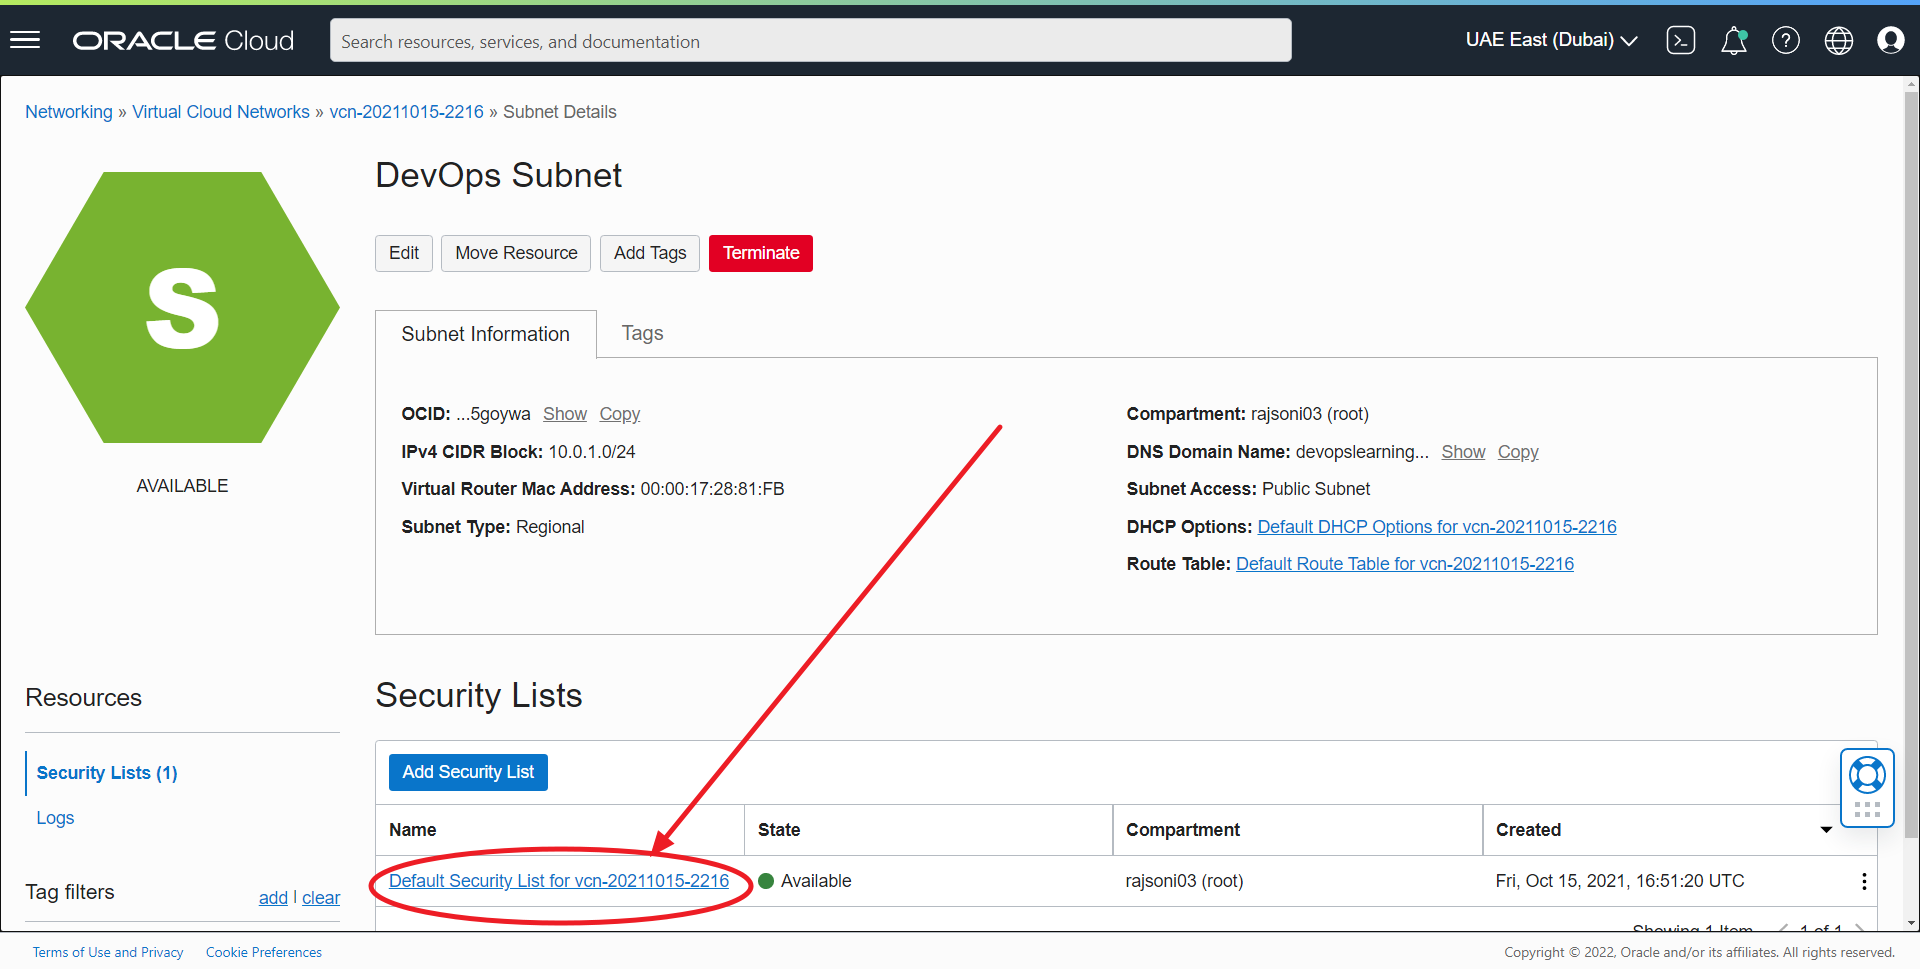 ORACLE Cloud
Search resources, services, and documentation
UAE East (Dubai)
Networking » Virtual Cloud Networks » vcn-20211015-2216 » Subnet Details
S
AVAILABLE
DevOps Subnet
Edit
Move Resource
Add Tags
Terminate
Subnet Information
Tags
OCID: ...5goywa Show Copy
IPv4 CIDR Block: 10.0.1.0/24
Virtual Router Mac Address: 00:00:17:28:81:FB
Subnet Type: Regional
Compartment: rajsoni03 (root)
DNS Domain Name: devopslearning... Show Copy
Subnet Access: Public Subnet
DHCP Options: Default DHCP Options for vcn-20211015-2216
Route Table: Default Route Table for vcn-20211015-2216
Resources
Security Lists (1)
Logs
Tag filters
add | clear
Security Lists
Add Security List
Name State Compartment Created
Default Security List for vcn-20211015-2216 Available rajsoni03 (root) Fri, Oct 15, 2021, 16:51:20 UTC
Showing 1 Item 1 of 1
Terms of Use and Privacy Cookie Preferences
Copyright © 2022, Oracle and/or its affiliates. All rights reserved.